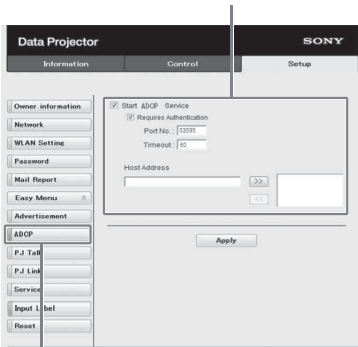 Data Projector
SONY
Information
Control
Setup
Owner information
Network
WLAN Setting
Password
Mail Report
Easy Menu
Advertisement
ADCP
PJ Talk
PJ Link
Service
Input Label
Reset
Start ADCP Service
Requires Authentication
Port No. : 53595
Timeout : 60
Host Address
>>
<<
Apply